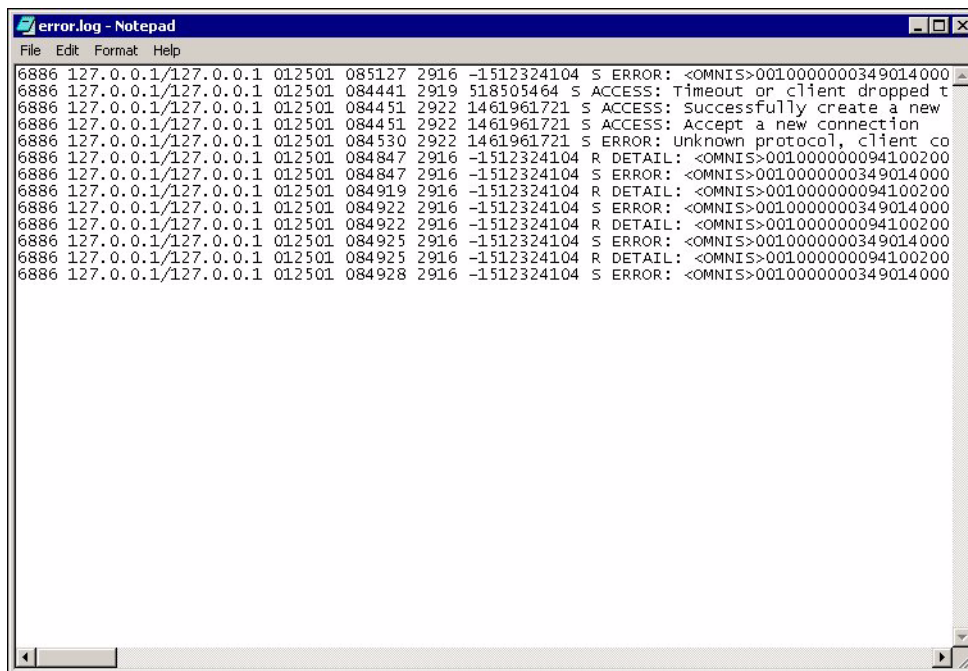 error.log - Notepad
File Edit Format Help
6886 127.0.0.1/127.0.0.1 012501 085127 2916 -1512324104 S ERROR: <OMNIS>0010000000349014000
6886 127.0.0.1/127.0.0.1 012501 084441 2919 518505464 S ACCESS: Timeout or client dropped t
6886 127.0.0.1/127.0.0.1 012501 084451 2922 1461961721 S ACCESS: Successfully create a new
6886 127.0.0.1/127.0.0.1 012501 084451 2922 1461961721 S ACCESS: Accept a new connection
6886 127.0.0.1/127.0.0.1 012501 084530 2922 1461961721 S ERROR: Unknown protocol, client co
6886 127.0.0.1/127.0.0.1 012501 084847 2916 -1512324104 R DETAIL: <OMNIS>0010000000094100200
6886 127.0.0.1/127.0.0.1 012501 084847 2916 -1512324104 S ERROR: <OMNIS>0010000000349014000
6886 127.0.0.1/127.0.0.1 012501 084919 2916 -1512324104 R DETAIL: <OMNIS>0010000000094100200
6886 127.0.0.1/127.0.0.1 012501 084922 2916 -1512324104 S ERROR: <OMNIS>0010000000349014000
6886 127.0.0.1/127.0.0.1 012501 084922 2916 -1512324104 R DETAIL: <OMNIS>0010000000094100200
6886 127.0.0.1/127.0.0.1 012501 084925 2916 -1512324104 S ERROR: <OMNIS>0010000000349014000
6886 127.0.0.1/127.0.0.1 012501 084925 2916 -1512324104 R DETAIL: <OMNIS>0010000000094100200
6886 127.0.0.1/127.0.0.1 012501 084928 2916 -1512324104 S ERROR: <OMNIS>0010000000349014000